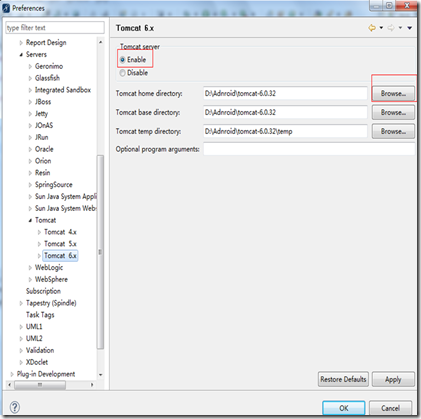 Preferences
type filter text
Report Design
Servers
Geronimo
Glassfish
Integrated Sandbox
JBoss
Jetty
JOnAS
JRun
Oracle
Orion
Resin
SpringSource
Sun Java System Appl
Sun Java System Web
Tomcat
Tomcat 4.x
Tomcat 5.x
Tomcat 6.x
WebLogic
WebSphere
Subscription
Tapestry (Spindle)
Task Tags
UML1
UML2
Validation
XDoclet
Plug-in Development
Tomcat 6.x
Tomcat server
Enable
Disable
Tomcat home directory: D:\Adnroid\tomcat-6.0.32 Browse...
Tomcat base directory: D:\Adnroid\tomcat-6.0.32 Browse...
Tomcat temp directory: D:\Adnroid\tomcat-6.0.32\temp Browse...
Optional program arguments:
Restore Defaults Apply
OK Cancel